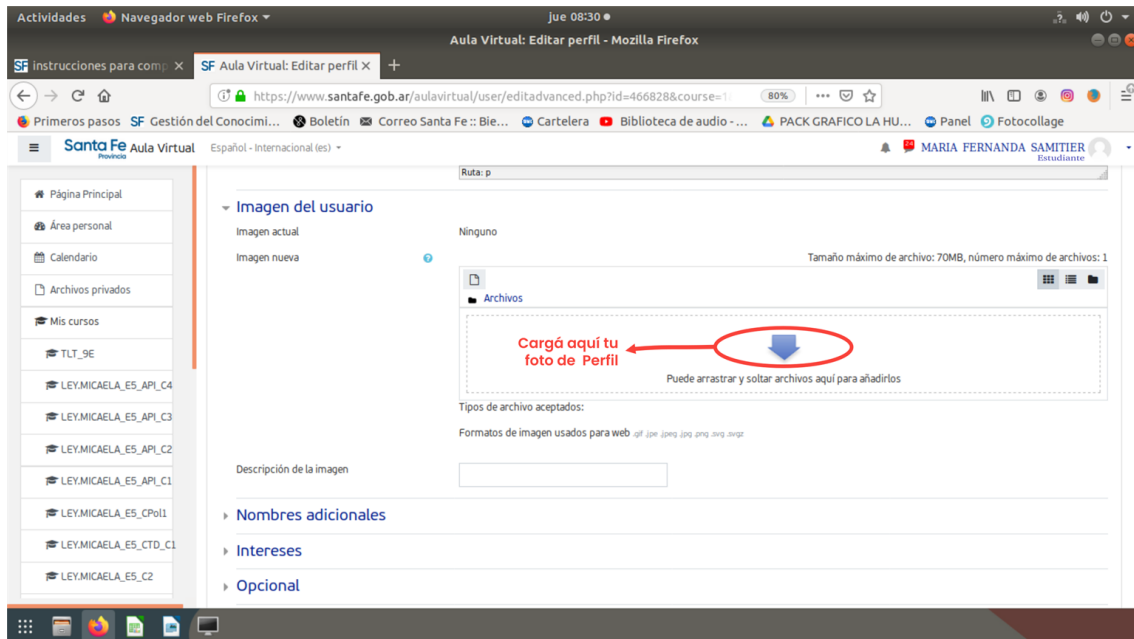 Actividades Navegador web Firefox jue 08:30
Aula Virtual: Editar perfil - Mozilla Firefox
SF instrucciones para comp × SF Aula Virtual: Editar perfil × +
https://www.santafe.gob.ar/aulavirtual/user/editadvanced.php?id=466828&course=1 80%
Primeros pasos SF Gestión del Conocimi... Boletín Correo Santa Fe :: Bie... Cartelera Biblioteca de audio - ... PACK GRAFICO LA HU... Panel Fotocollage
Santa Fe Aula Virtual Español - Internacional (es) MARIA FERNANDA SAMITIER
Provincia Estudiante
Ruta: p
Página Principal
Área personal
Calendario
Archivos privados
Mis cursos
TLT_9E
LEY.MICAELA_E5_API_C4
LEY.MICAELA_E5_API_C3
LEY.MICAELA_E5_API_C2
LEY.MICAELA_E5_API_C1
LEY.MICAELA_E5_CPol1
LEY.MICAELA_E5_CTD_C1
LEY.MICAELA_E5_C2
Imagen del usuario
Imagen actual Ninguno
Imagen nueva Tamaño máximo de archivo: 70MB, número máximo de archivos: 1
Archivos
Cargá aquí tu
foto de Perfil
Puede arrastrar y soltar archivos aquí para añadirlos
Tipos de archivo aceptados:
Formatos de imagen usados para web .gif .jpe .jpeg .jpg .png .svg .svgz
Descripción de la imagen
Nombres adicionales
Intereses
Opcional